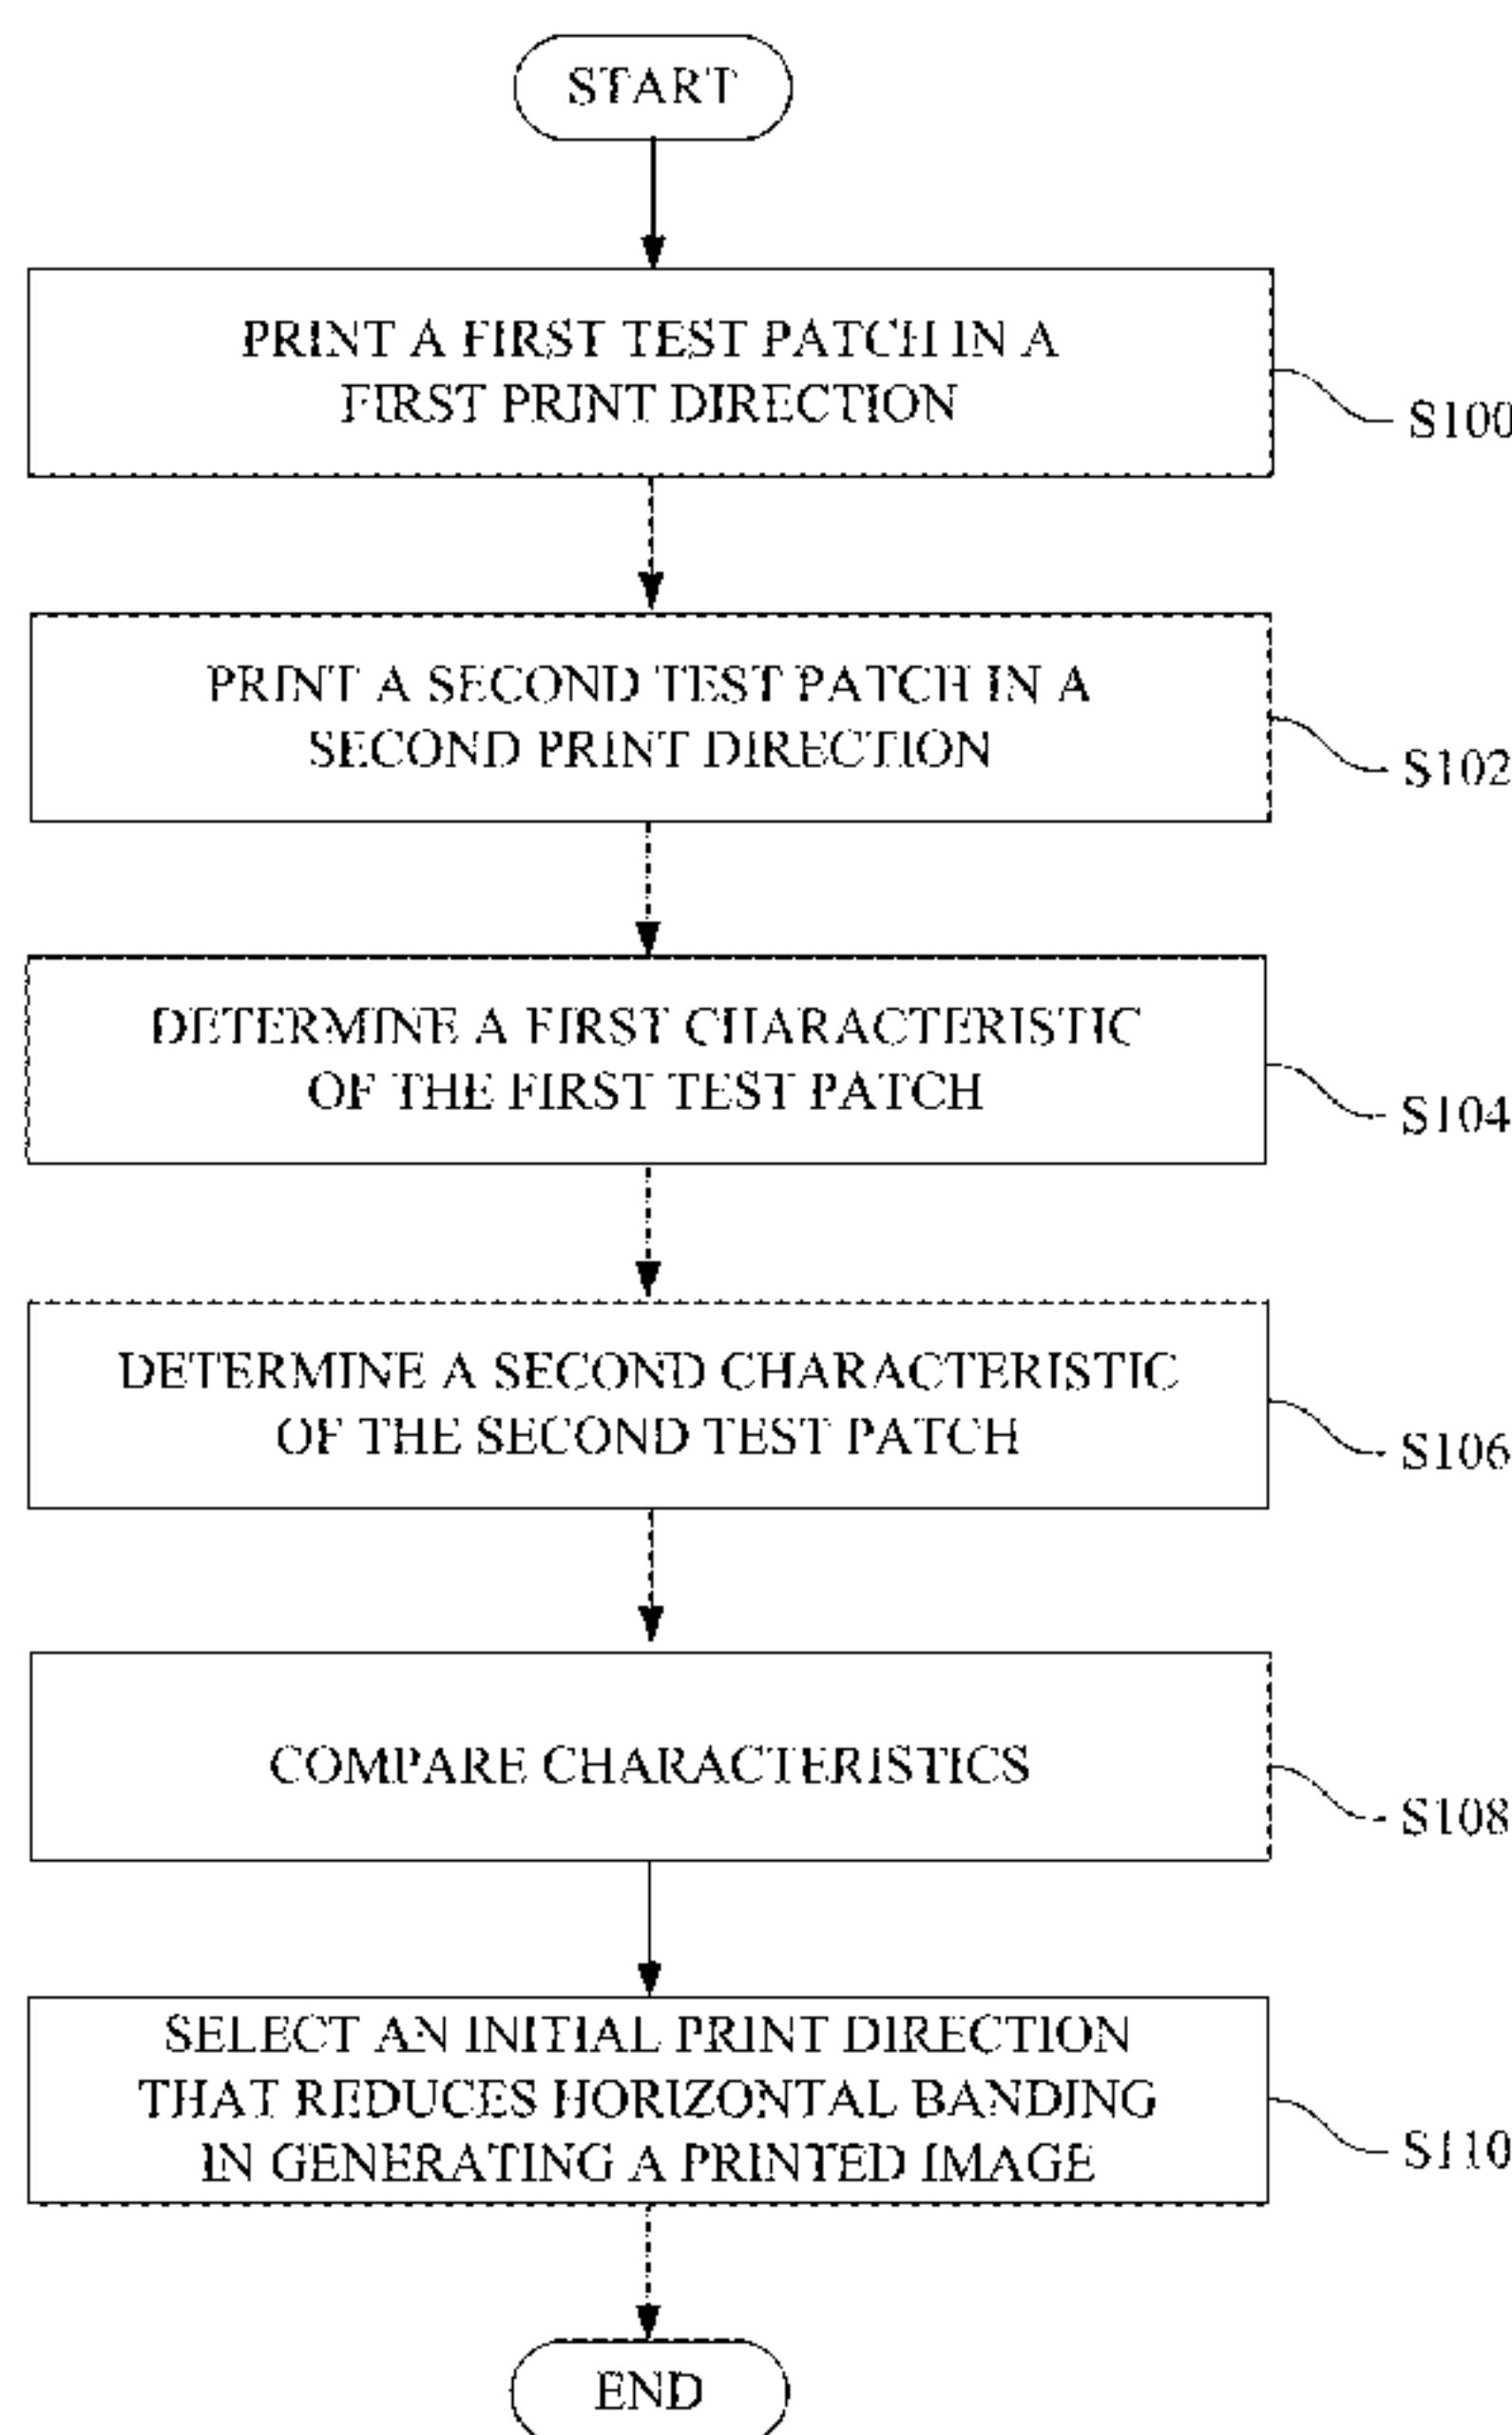 START
PRINT A FIRST TEST PATCH IN A
FIRST PRINT DIRECTION
S100
PRINT A SECOND TEST PATCH IN A
SECOND PRINT DIRECTION
S102
DETERMINE A FIRST CHARACTERISTIC
OF THE FIRST TEST PATCH
S104
DETERMINE A SECOND CHARACTERISTIC
OF THE SECOND TEST PATCH
S106
COMPARE CHARACTERISTICS
S108
SELECT AN INITIAL PRINT DIRECTION
THAT REDUCES HORIZONTAL BANDING
IN GENERATING A PRINTED IMAGE
S110
END